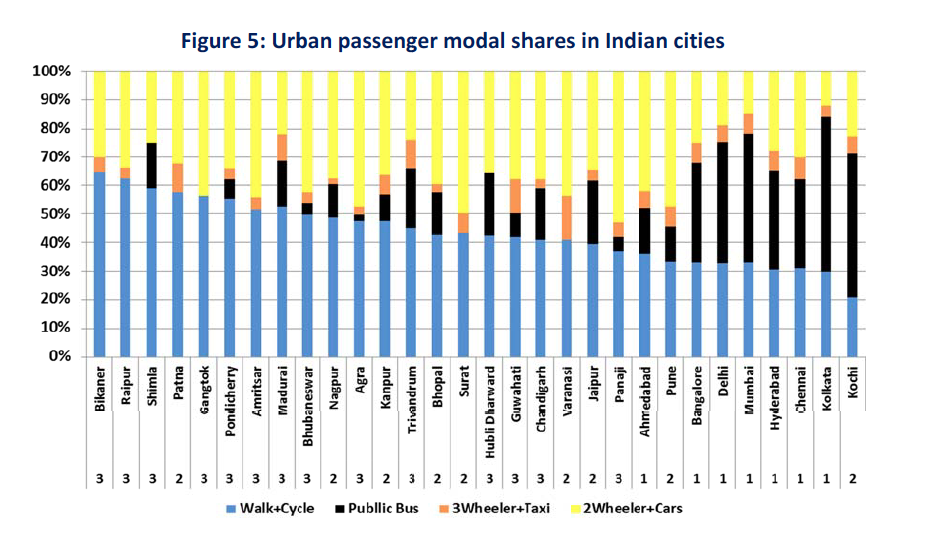 Figure 5: Urban passenger modal shares in Indian cities
100%
90%
80%
70%
60%
50%
40%
30%
20%
10%
0%
Bikaner
Raipur
Shimla
Patna
Gangtok
Pondicherry
Amritsar
Madurai
Bhubaneswar
Nagpur
Agra
Kanpur
Trivandrum
Bhopal
Surat
Hubli Dharward
Guwahati
Chandigarh
Varanasi
Jaipur
Panaji
Ahmedabad
Pune
Bangalore
Delhi
Mumbai
Hyderabad
Chennai
Kolkata
Kochi
3 3 3 2 3 3 3 3 3 2 3 2 3 2 2 3 3 3 2 2 3 1 2 1 1 1 1 1 1 2
Walk+Cycle Publlic Bus 3Wheeler+Taxi 2Wheeler+Cars